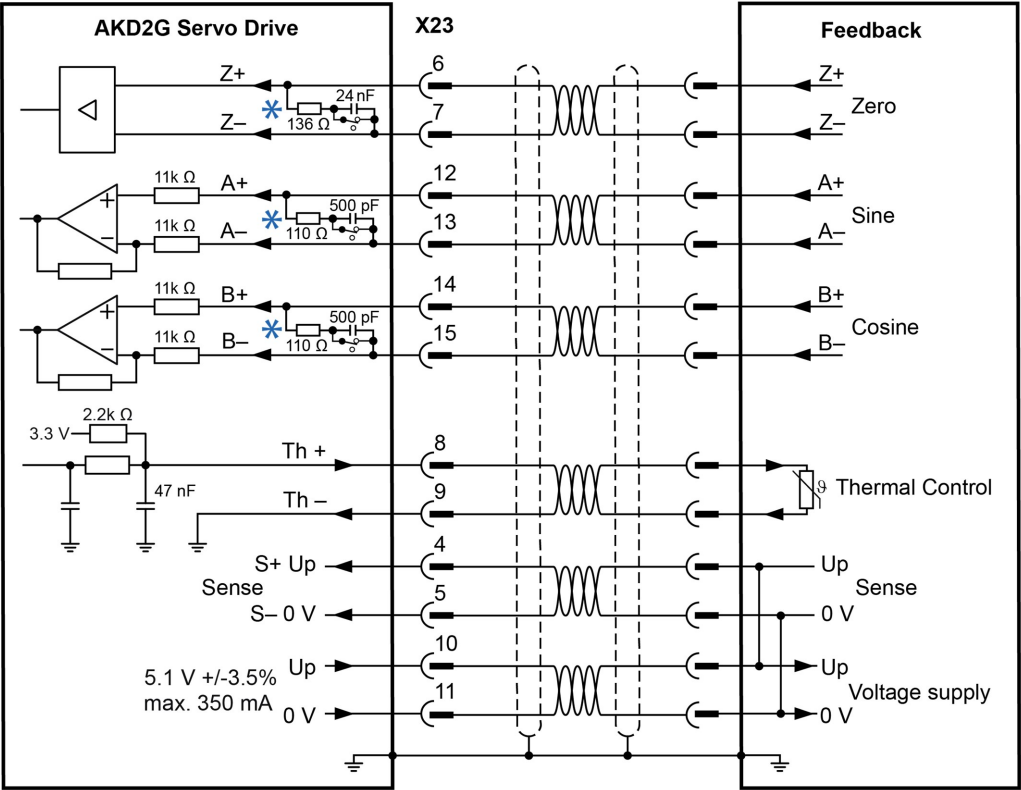 AKD2G Servo Drive
X23
Feedback
Z+
6
Z+
24 nF
Zero
136 Ω
Z–
7
Z–
11k Ω
A+
12
A+
500 pF
Sine
11k Ω
110 Ω
A–
13
A–
11k Ω
B+
14
B+
500 pF
Cosine
11k Ω
110 Ω
B–
15
B–
2.2k Ω
3.3 V
Th +
8
47 nF
ϑ Thermal Control
Th –
9
S+ Up
4
Up
Sense
Sense
S– 0 V
5
0 V
Up
10
Up
5.1 V +/-3.5%
max. 350 mA
Voltage supply
0 V
11
0 V